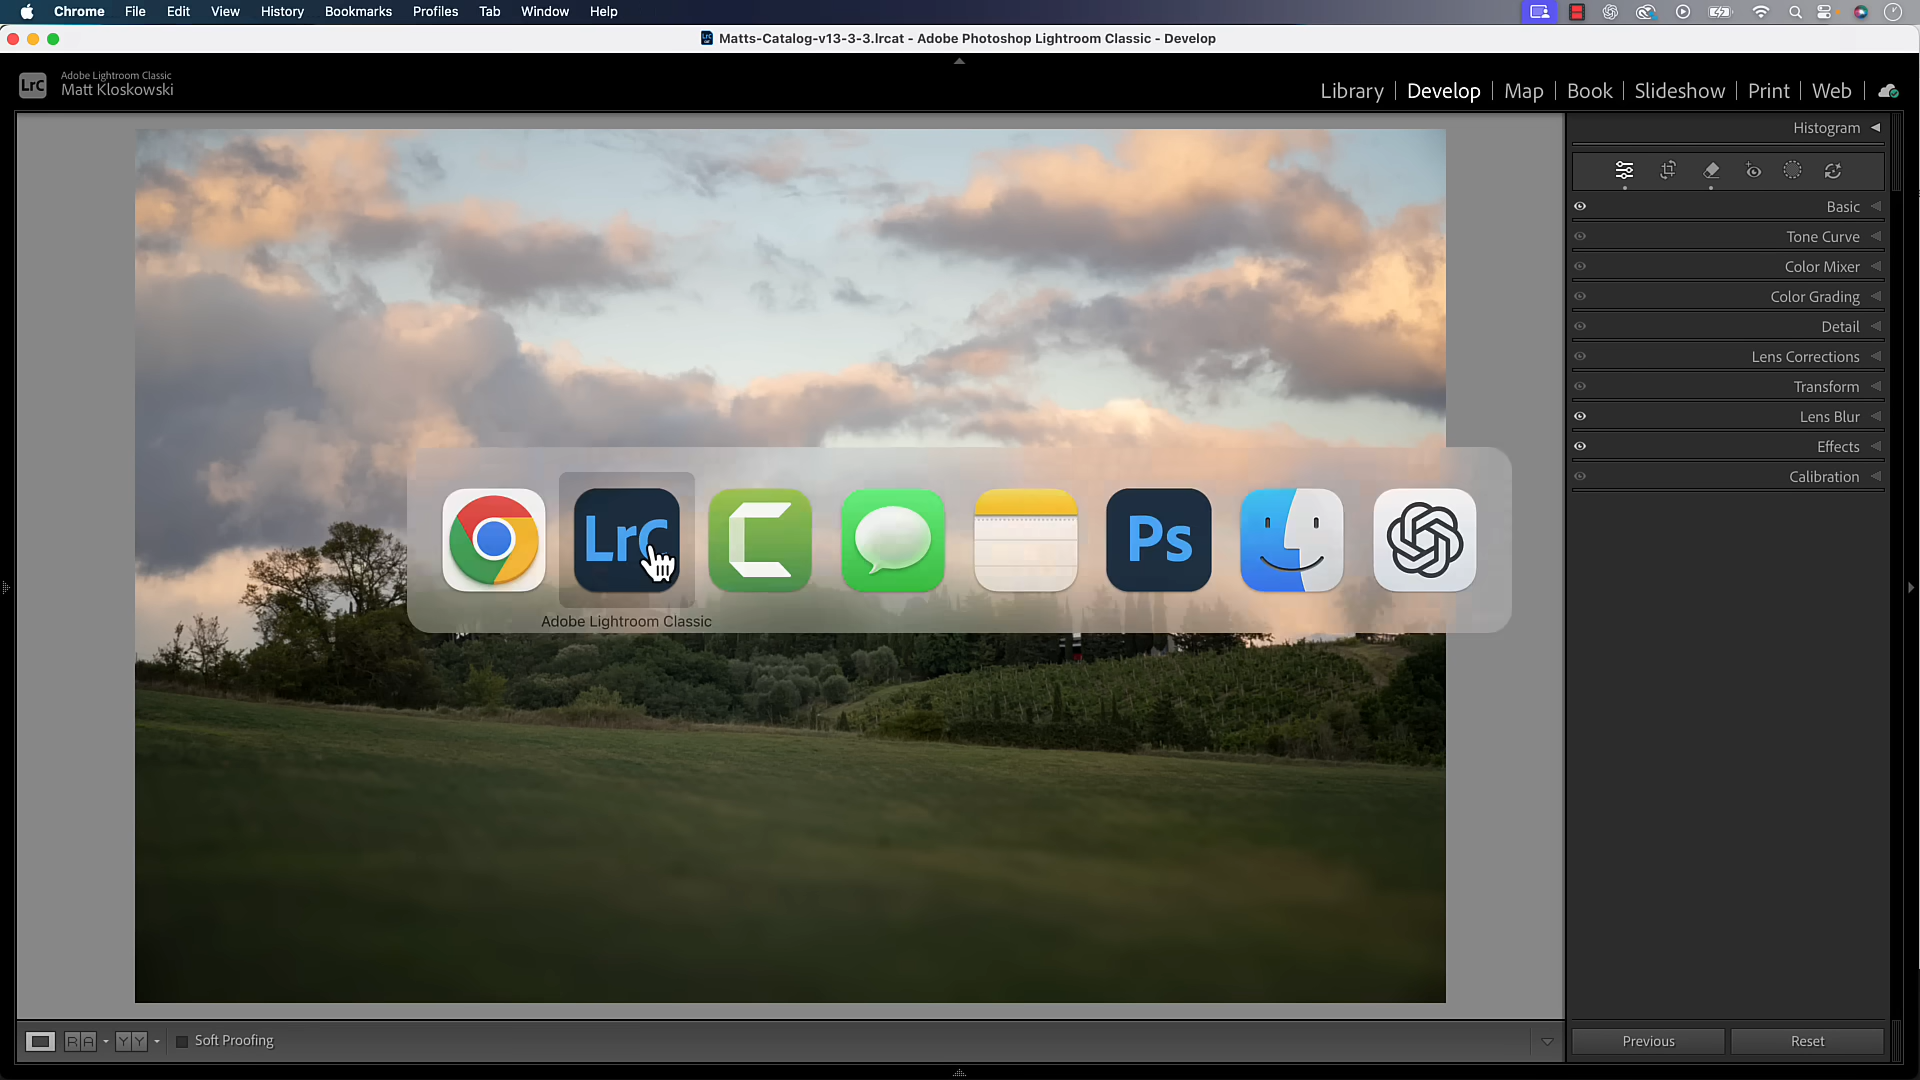 Chrome File Edit View History Bookmarks Profiles Tab Window Help
Matts-Catalog-v13-3-3.lrcat - Adobe Photoshop Lightroom Classic - Develop
LrC
Adobe Lightroom Classic
Matt Kloskowski
Library | Develop | Map | Book | Slideshow | Print | Web
Histogram
Basic
Tone Curve
Color Mixer
Color Grading
Detail
Lens Corrections
Transform
Lens Blur
Effects
Calibration
LrC
Ps
Adobe Lightroom Classic
R A
Y Y
Soft Proofing
Previous
Reset